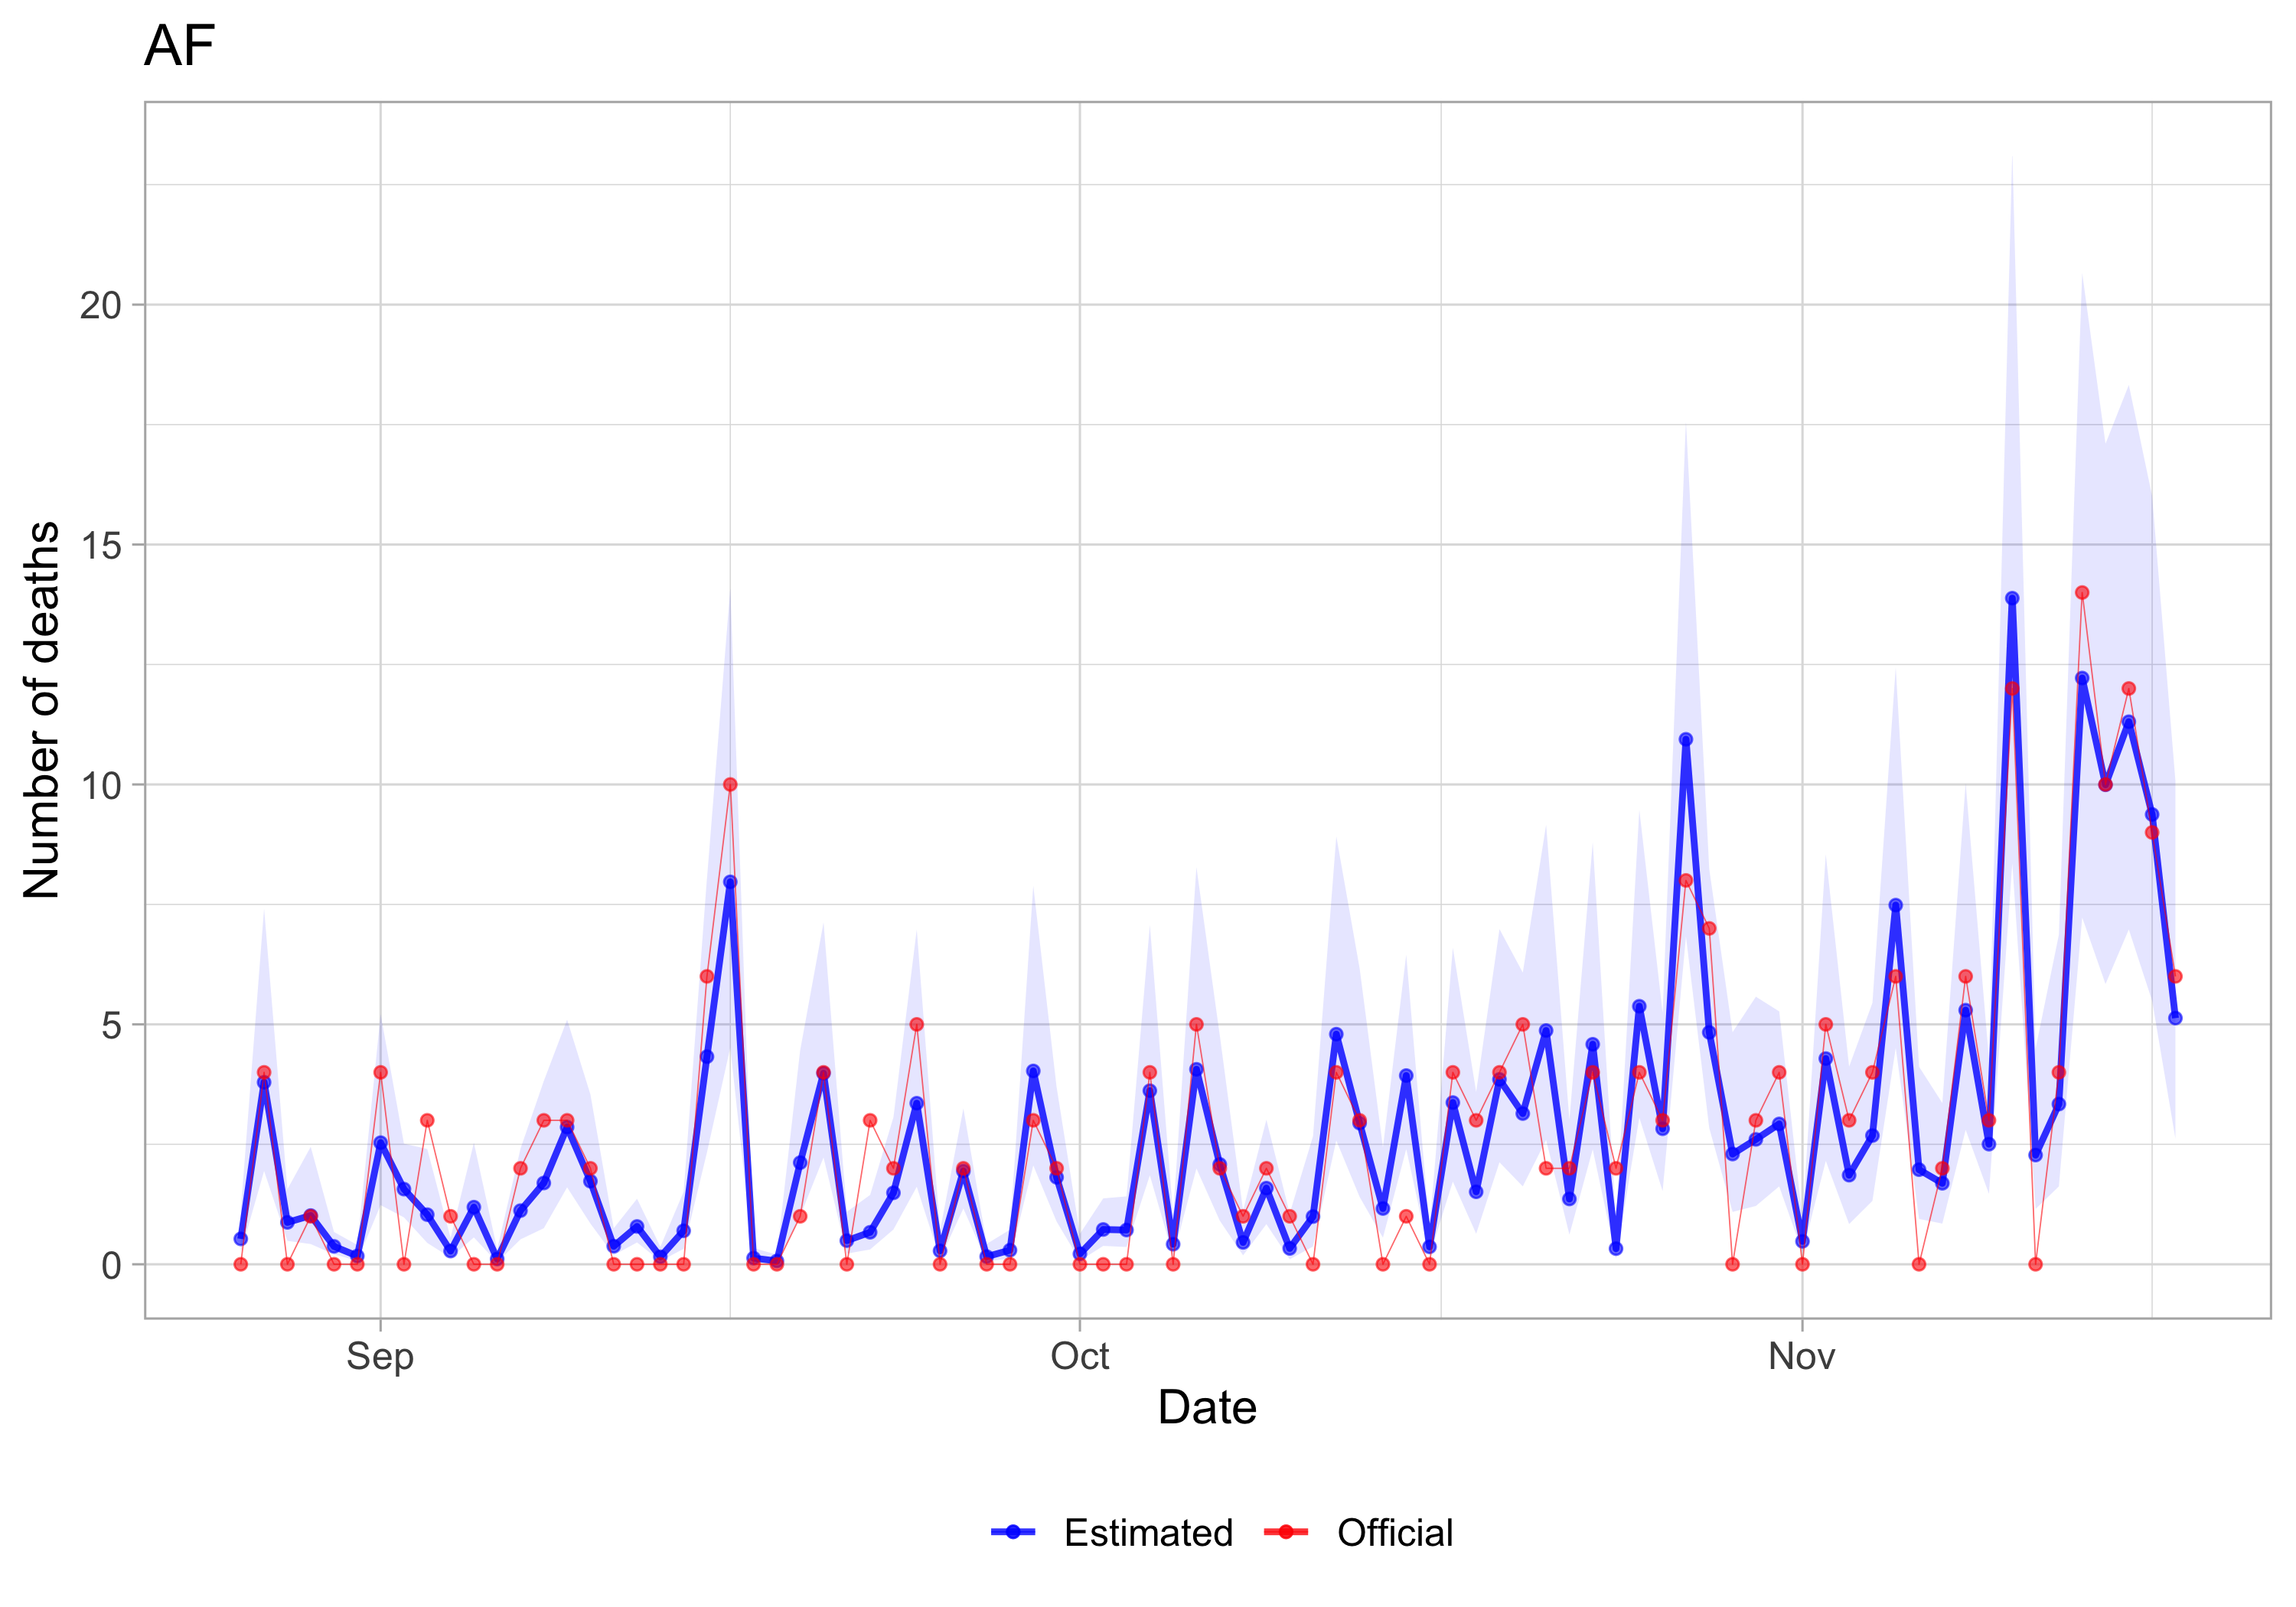 AF
Number of deaths
20
15
10
5
0
Sep Oct Nov
Date
Estimated Official